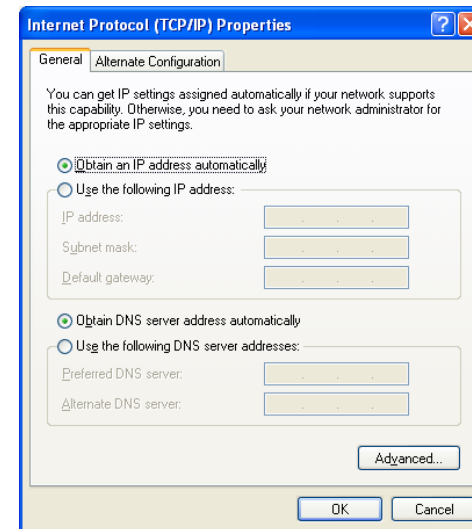 Internet Protocol (TCP/IP) Properties
General Alternate Configuration
You can get IP settings assigned automatically if your network supports
this capability. Otherwise, you need to ask your network administrator for
the appropriate IP settings.
Obtain an IP address automatically
Use the following IP address:
IP address:
Subnet mask:
Default gateway:
Obtain DNS server address automatically
Use the following DNS server addresses:
Preferred DNS server:
Alternate DNS server:
Advanced...
OK Cancel